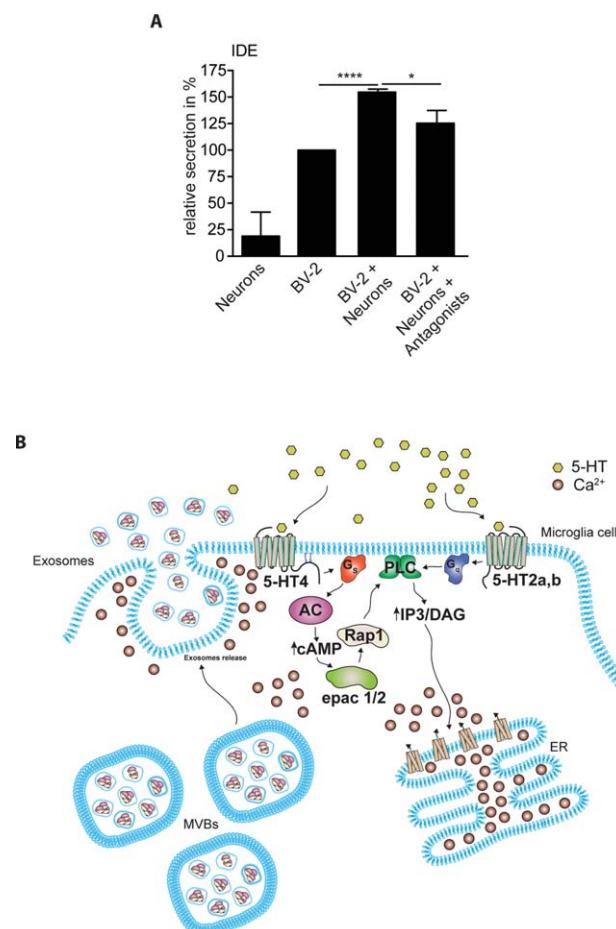 A
IDE
relative secretion in %
175
150
125
100
75
50
25
0
****
*
Neurons
BV-2
BV-2 +
Neurons
BV-2 +
Neurons +
Antagonists
B
5-HT
Ca²⁺
Microglia cell
Exosomes
5-HT4
Gs
PLC
Gq
5-HT2a,b
AC
IP3/DAG
Rap1
cAMP
Exosomes release
epac 1/2
ER
MVBs